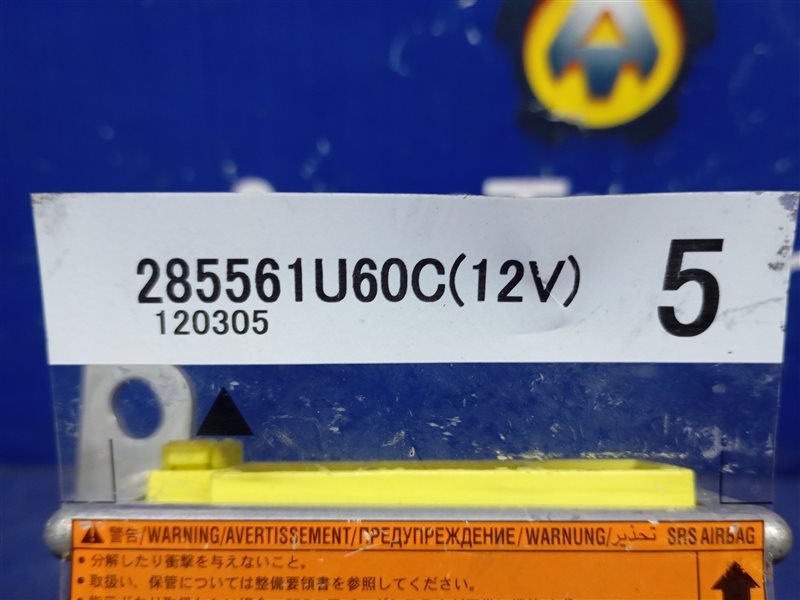 285561U60C(12V) 5
120305
警告/WARNING/AVERTISSEMENT/ПРЕДУПРЕЖДЕНИЕ/WARNUNG/تحذير SRS AIRBAG
・分解したり衝撃を与えないこと。
・取扱い、保管については整備要領書を参照してください。